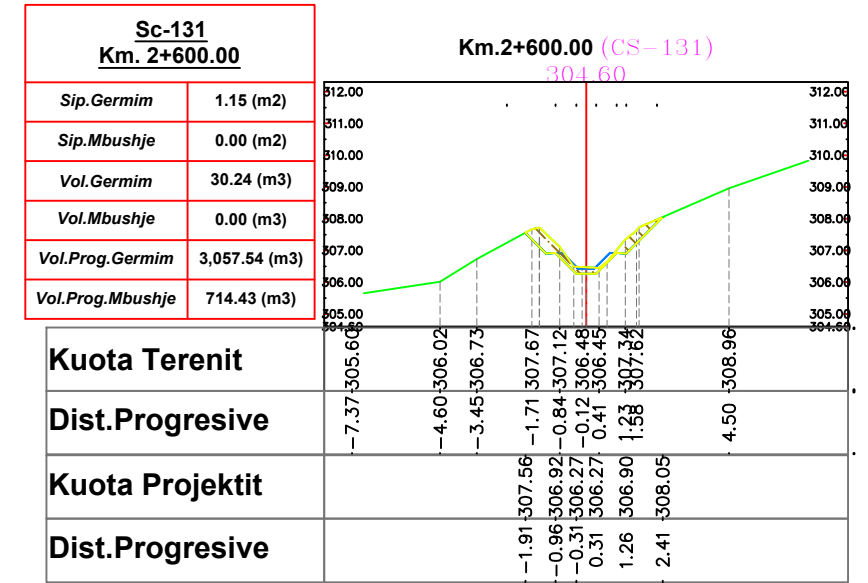 Sc-131
Km. 2+600.00
Sip.Germim 1.15 (m2)
Sip.Mbushje 0.00 (m2)
Vol.Germim 30.24 (m3)
Vol.Mbushje 0.00 (m3)
Vol.Prog.Germim 3,057.54 (m3)
Vol.Prog.Mbushje 714.43 (m3)
Km.2+600.00 (CS-131)
304.60
312.00 312.00
311.00 311.00
310.00 310.00
309.00 309.00
308.00 308.00
307.00 307.00
306.00 306.00
305.00 305.00
304.60 304.60
Kuota Terenit 305.60 306.02 306.73 307.67 307.12 306.48 306.45 307.34 307.62 308.96
Dist.Progresive -7.37 -4.60 -3.45 -1.71 -0.84 -0.12 0.41 1.23 1.58 4.50
Kuota Projektit 307.56 306.92 306.27 306.27 306.90 308.05
Dist.Progresive -1.91 -0.96 -0.31 0.31 1.26 2.41